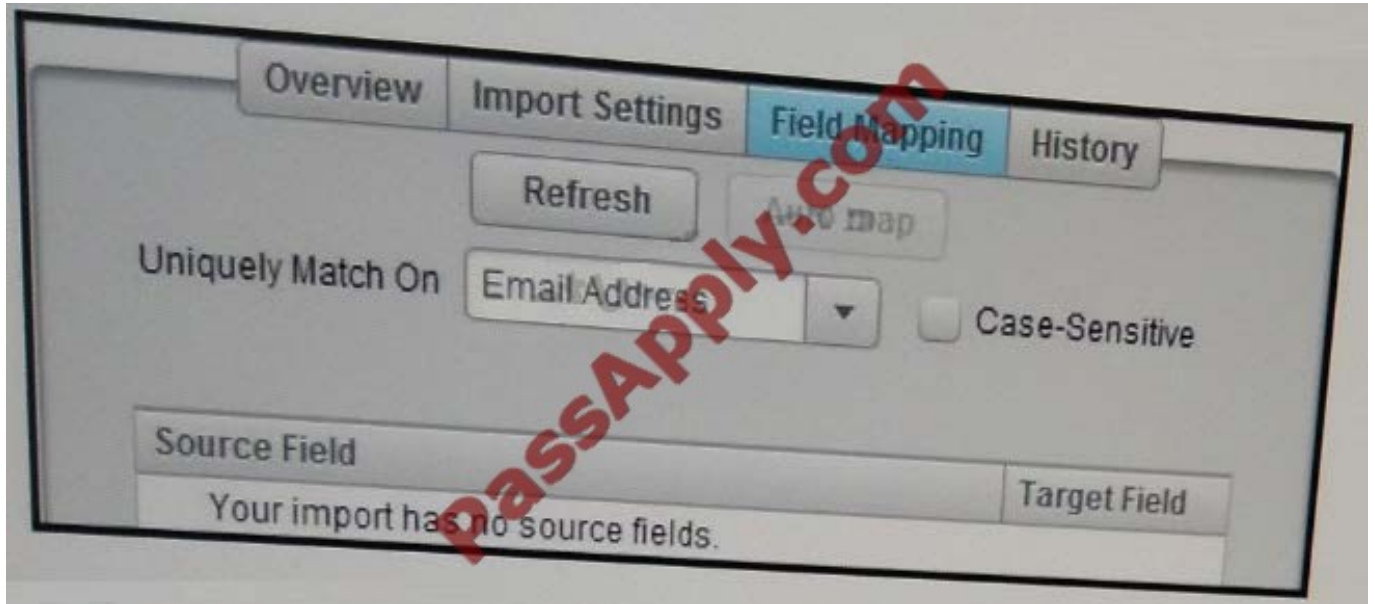 Overview Import Settings Field Mapping History
Refresh Auto map
Uniquely Match On Email Address Case-Sensitive
Source Field Target Field
Your import has no source fields.
PassApply.com